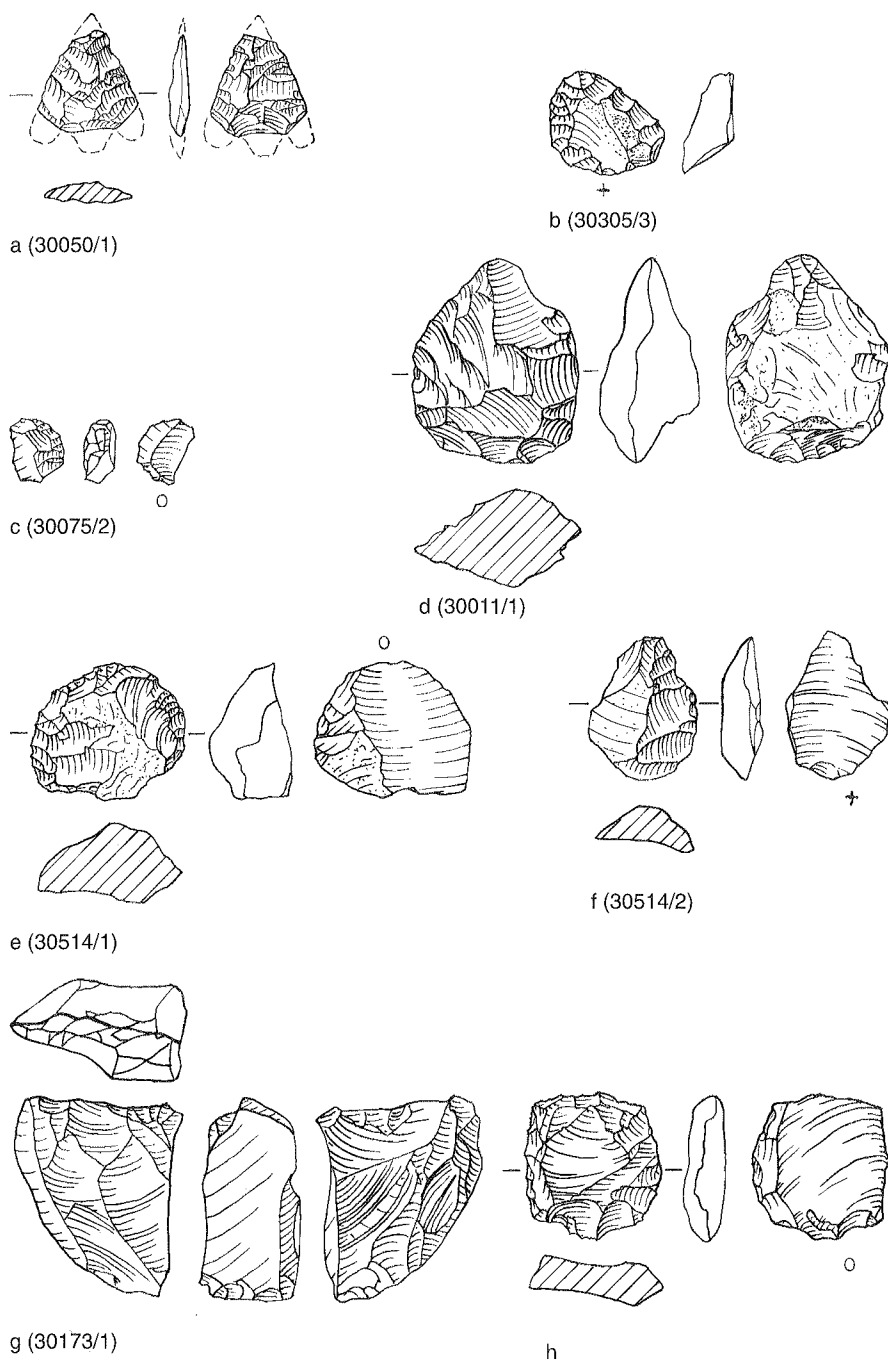 a (30050/1)
b (30305/3)
c (30075/2)
d (30011/1)
e (30514/1)
f (30514/2)
g (30173/1)
h